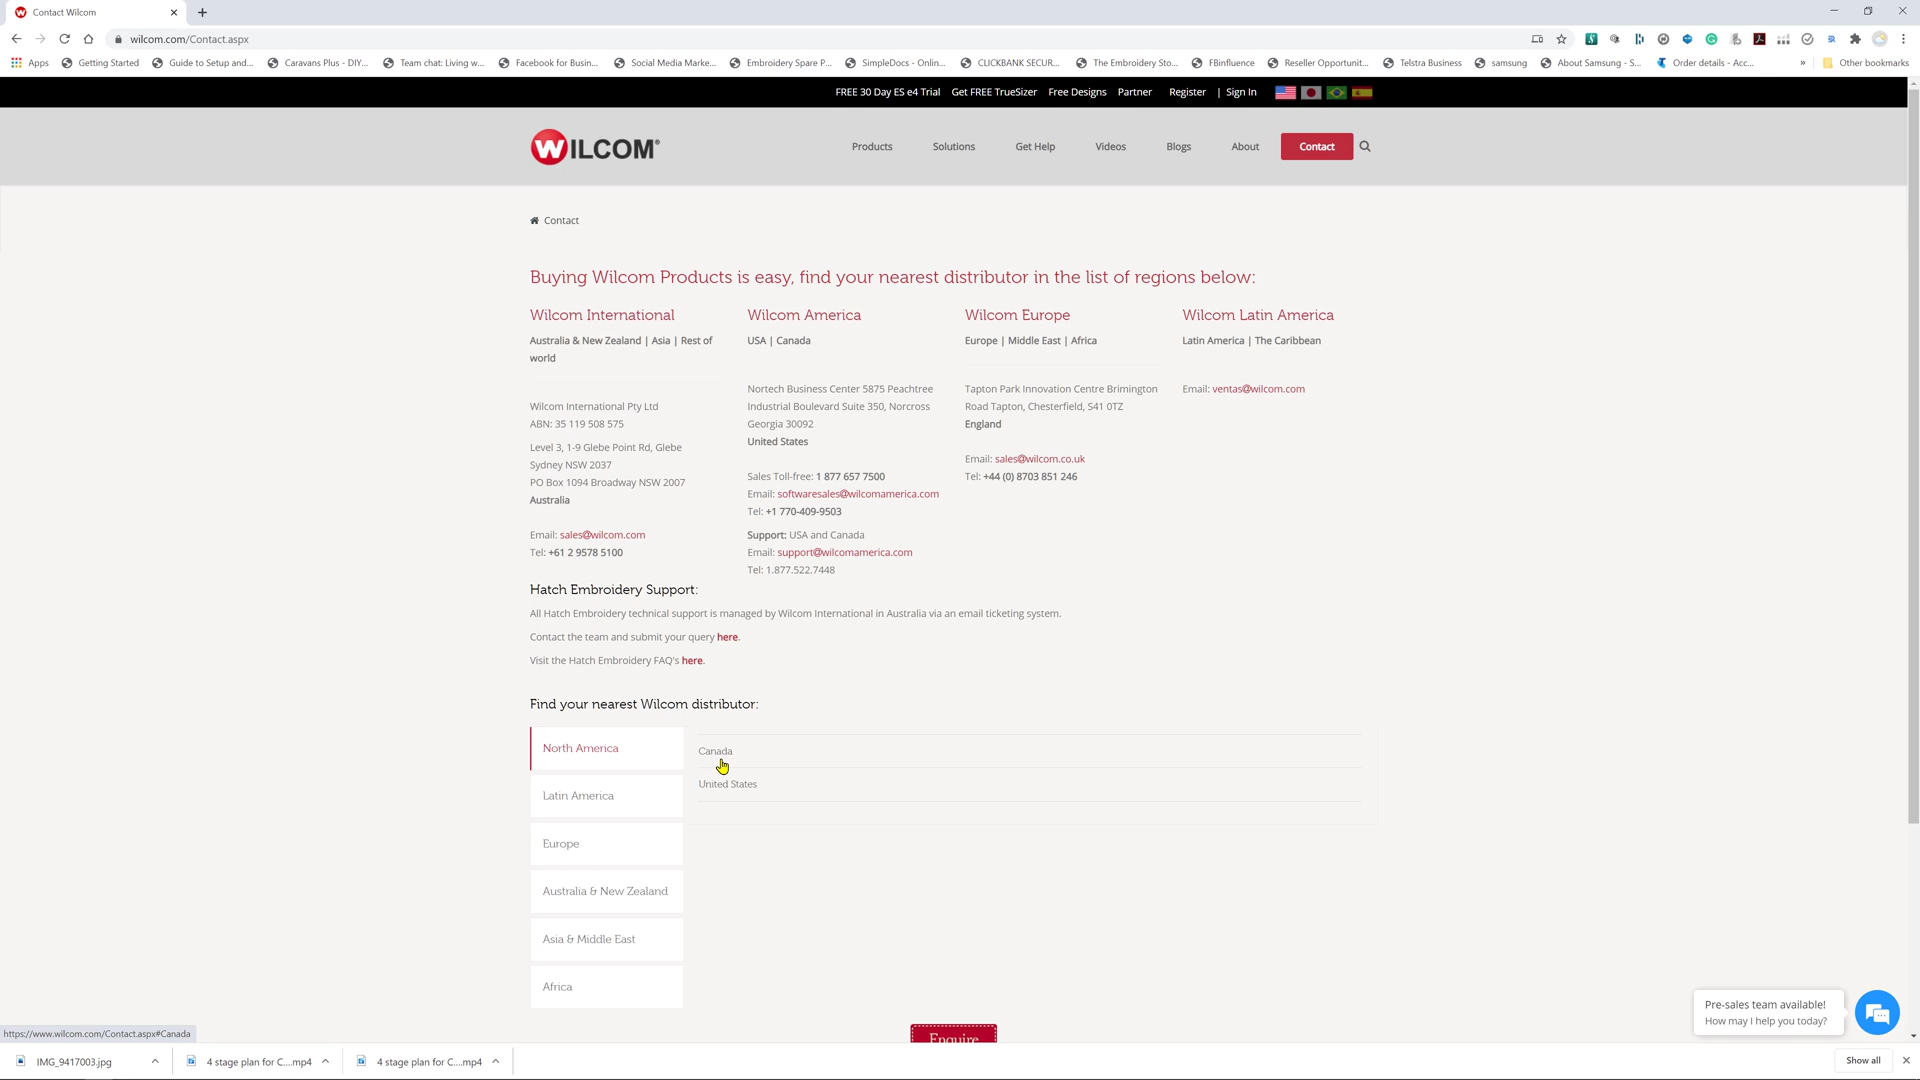 Contact Wilcom
wilcom.com/Contact.aspx
Apps
Getting Started
Guide to Setup and...
Caravans Plus - DIY...
Team chat: Living w...
Facebook for Busin...
Social Media Marke...
Embroidery Spare P...
SimpleDocs - Onlin...
CLICKBANK SECUR...
The Embroidery Sto...
FBinfluence
Reseller Opportunit...
Telstra Business
samsung
About Samsung - S...
Order details - Acc...
»
Other bookmarks
FREE 30 Day ES e4 Trial
Get FREE TrueSizer
Free Designs
Partner
Register
| Sign In
WILCOM®
Products
Solutions
Get Help
Videos
Blogs
About
Contact
Contact
Buying Wilcom Products is easy, find your nearest distributor in the list of regions below:
Wilcom International
Australia & New Zealand | Asia | Rest of
world
Wilcom International Pty Ltd
ABN: 35 119 508 575
Level 3, 1-9 Glebe Point Rd, Glebe
Sydney NSW 2037
PO Box 1094 Broadway NSW 2007
Australia
Email: sales@wilcom.com
Tel: +61 2 9578 5100
Wilcom America
USA | Canada
Nortech Business Center 5875 Peachtree
Industrial Boulevard Suite 350, Norcross
Georgia 30092
United States
Sales Toll-free: 1 877 657 7500
Email: softwaresales@wilcomamerica.com
Tel: +1 770-409-9503
Support: USA and Canada
Email: support@wilcomamerica.com
Tel: 1.877.522.7448
Wilcom Europe
Europe | Middle East | Africa
Tapton Park Innovation Centre Brimington
Road Tapton, Chesterfield, S41 0TZ
England
Email: sales@wilcom.co.uk
Tel: +44 (0) 8703 851 246
Wilcom Latin America
Latin America | The Caribbean
Email: ventas@wilcom.com
Hatch Embroidery Support:
All Hatch Embroidery technical support is managed by Wilcom International in Australia via an email ticketing system.
Contact the team and submit your query here.
Visit the Hatch Embroidery FAQ's here.
Find your nearest Wilcom distributor:
North America
Latin America
Europe
Australia & New Zealand
Asia & Middle East
Africa
Canada
United States
Enquire
Pre-sales team available!
How may I help you today?
https://www.wilcom.com/Contact.aspx#Canada
IMG_9417003.jpg
4 stage plan for C....mp4
4 stage plan for C....mp4
Show all